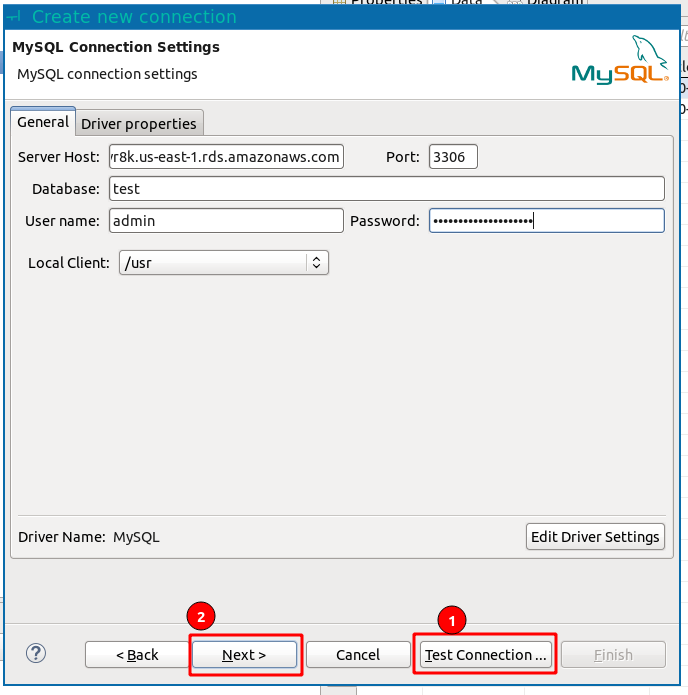 Properties Data Diagram
Create new connection
MySQL Connection Settings
MySQL connection settings
MySQL®
General
Driver properties
Server Host: vr8k.us-east-1.rds.amazonaws.com Port: 3306
Database: test
User name: admin Password: ••••••••••••••••••••
Local Client: /usr
Driver Name: MySQL Edit Driver Settings
2 1
? < Back Next > Cancel Test Connection ... Finish